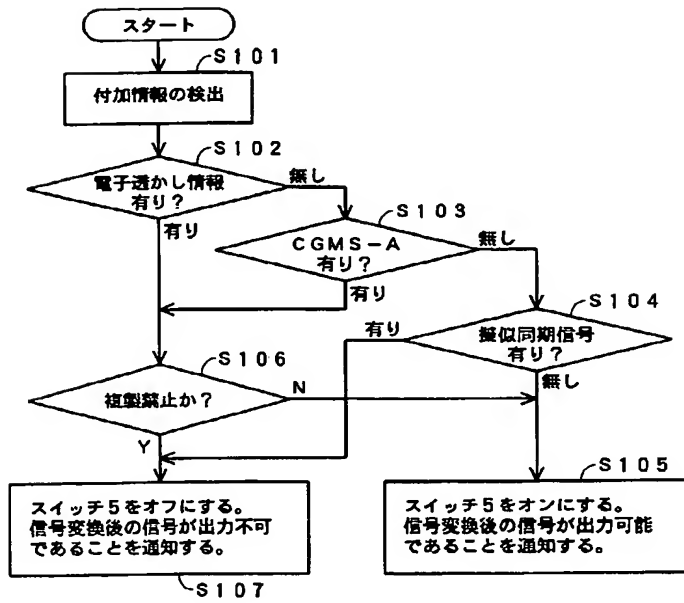 スタート
S101
付加情報の検出
S102
電子透かし情報
有り？
無し
有り
S103
CGMS-A
有り？
無し
有り
S104
擬似同期信号
有り？
有り
無し
S106
複製禁止か？
N
Y
S105
スイッチ5をオンにする。
信号変換後の信号が出力可能
であることを通知する。
スイッチ5をオフにする。
信号変換後の信号が出力不可
であることを通知する。
S107